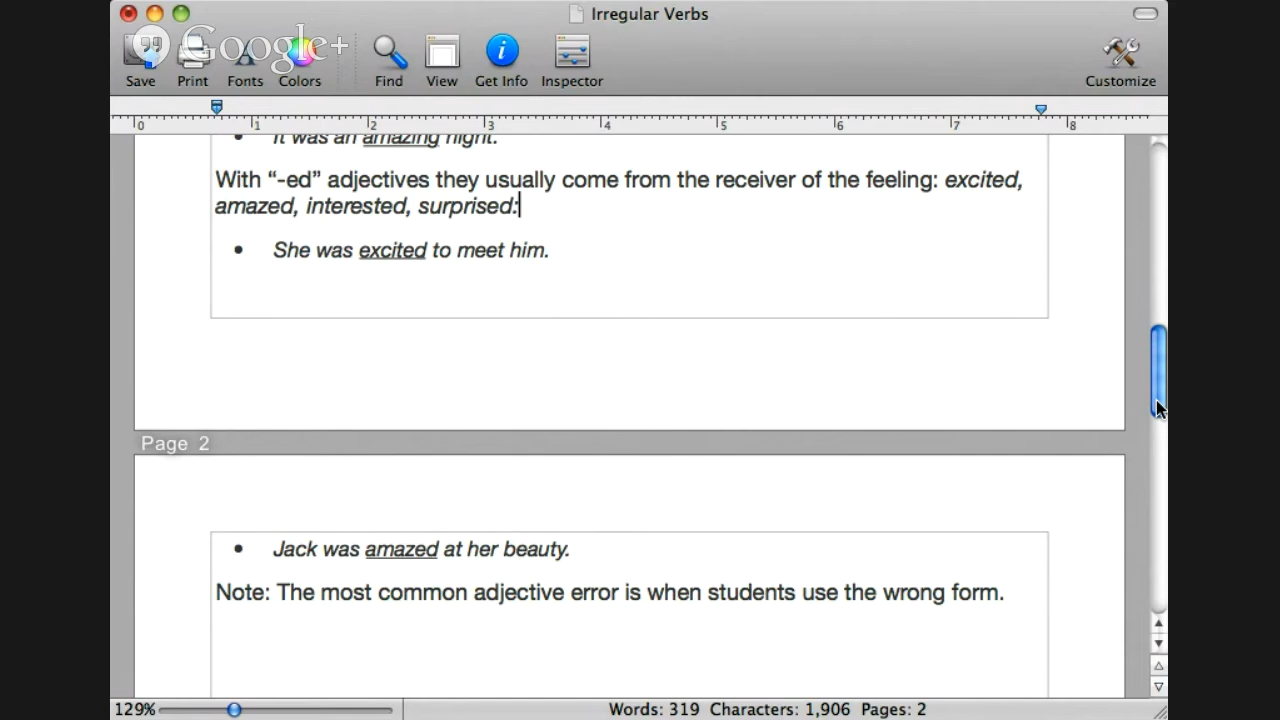 Irregular Verbs
Google+
Save Print Fonts Colors Find View Get Info Inspector Customize
0 1 2 3 4 5 6 7 8
• It was an amazing night.
With “-ed” adjectives they usually come from the receiver of the feeling: excited,
amazed, interested, surprised:
• She was excited to meet him.
Page 2
• Jack was amazed at her beauty.
Note: The most common adjective error is when students use the wrong form.
129% Words: 319 Characters: 1,906 Pages: 2